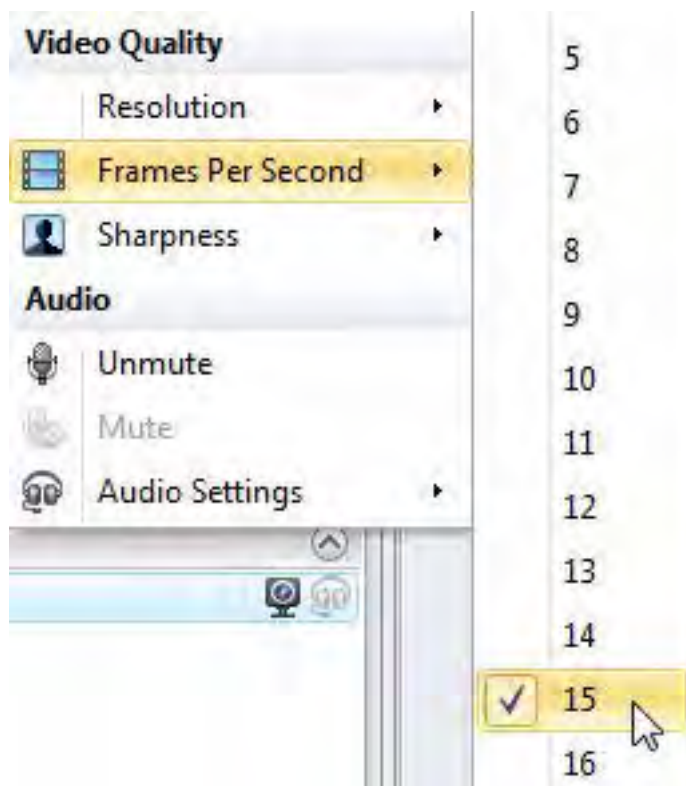 Video Quality
Resolution
Frames Per Second
Sharpness
Audio
Unmute
Mute
Audio Settings
5
6
7
8
9
10
11
12
13
14
15
16